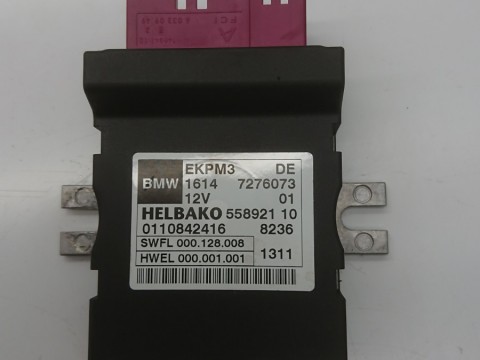 EKPM3 DE
BMW 1614 7276073
12V 01
HELBAKO 558921 10
0110842416 8236
SWFL 000.128.008
HWEL 000.001.001 1311